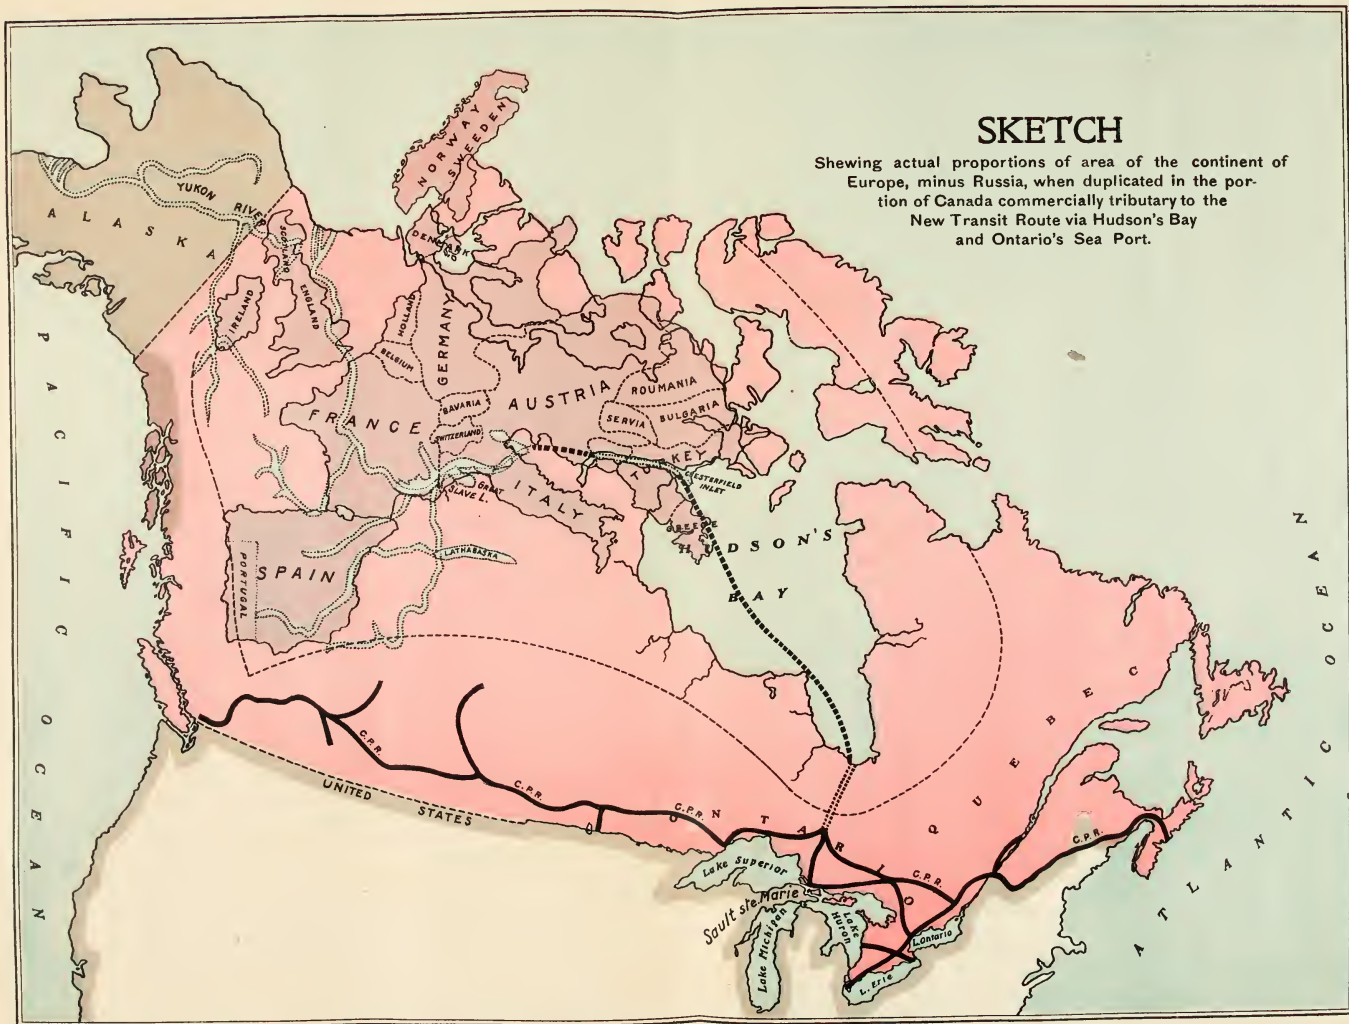 SKETCH
Shewing actual proportions of area of the continent of
Europe, minus Russia, when duplicated in the por-
tion of Canada commercially tributary to the
New Transit Route via Hudson's Bay
and Ontario's Sea Port.
NORWAY
SWEEDEN
YUKON RIVER
ALASKA
SCOTLAND
DENMARK
IRELAND
ENGLAND
HOLLAND
GERMANY
BELGIUM
FRANCE
BAVARIA
AUSTRIA
ROUMANIA
SERVIA
BULGARIA
SWITZERLAND
TURKEY
CHESTERFIELD
INLET
GREAT
SLAVE L.
ITALY
GREECE
HUDSON'S
BAY
PORTUGAL
SPAIN
L.ATHABASKA
PACIFIC OCEAN
ATLANTIC OCEAN
QUEBEC
ONTARIO
C.P.R.
C.P.R.
C.P.R.
C.P.R.
C.P.R.
UNITED STATES
Lake Superior
Sault ste. Marie
Lake Michigan
Lake
Huron
L.Ontario
L. Erie